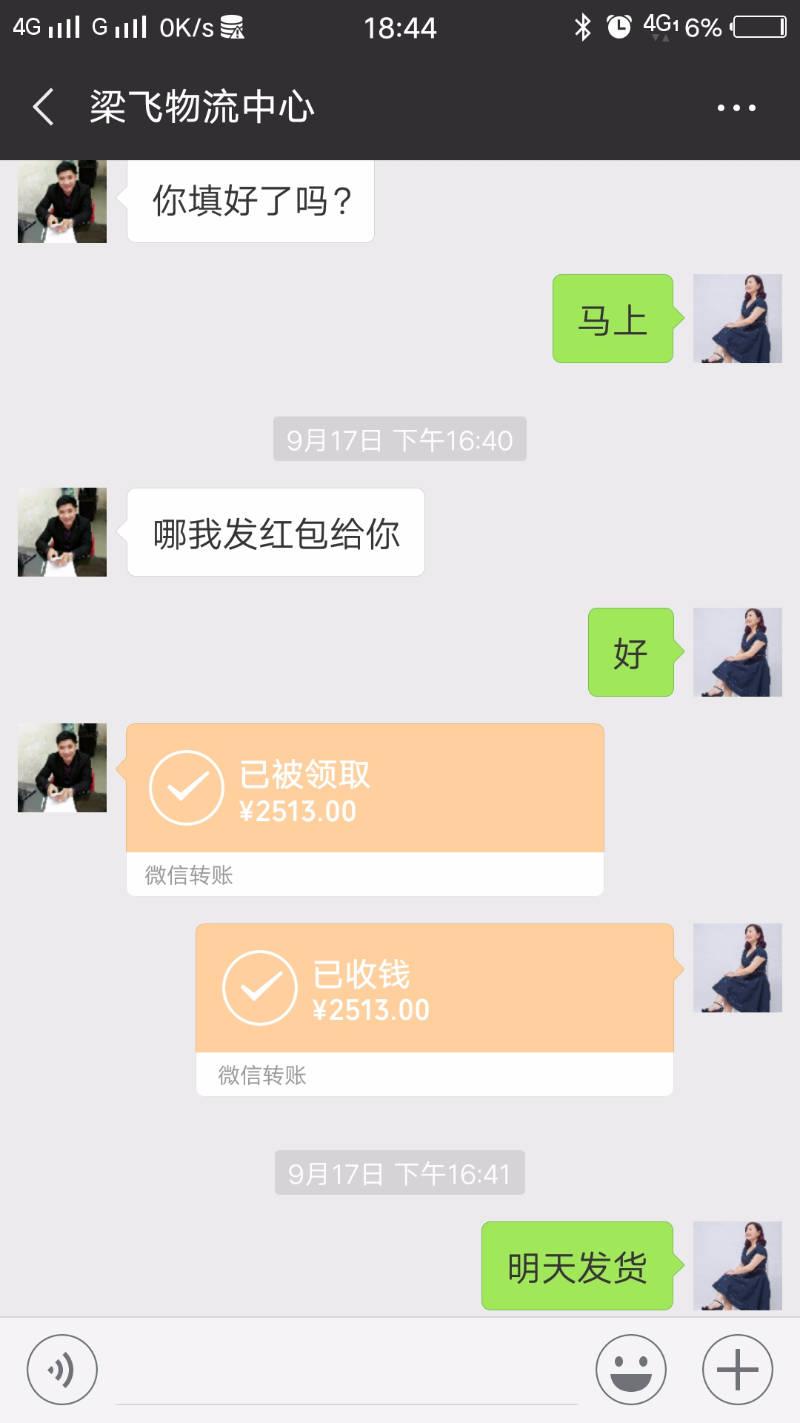 4G G 0K/s 18:44 4G1 6%
梁飞物流中心
你填好了吗？
马上
9月17日 下午16:40
哪我发红包给你
好
已被领取
¥2513.00
微信转账
已收钱
¥2513.00
微信转账
9月17日 下午16:41
明天发货